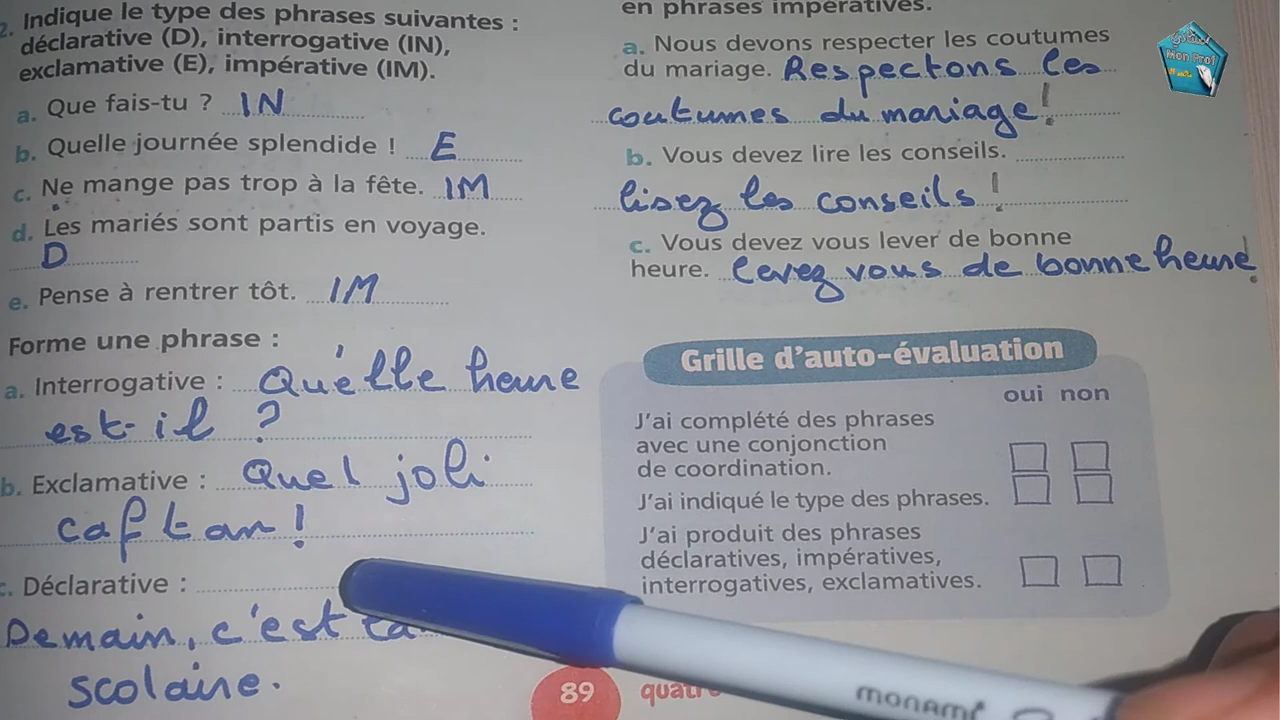 2. Indique le type des phrases suivantes :
déclarative (D), interrogative (IN),
exclamative (E), impérative (IM).
a. Que fais-tu ? IN
b. Quelle journée splendide ! E
c. Ne mange pas trop à la fête. IM
d. Les mariés sont partis en voyage.
D
e. Pense à rentrer tôt. IM
Forme une phrase :
a. Interrogative : Qu'elle heure
est-il ?
b. Exclamative : Quel joli
caftan !
c. Déclarative :
Demain, c'est
scolaire.
en phrases impératives.
a. Nous devons respecter les coutumes
du mariage. Respectons les
coutumes du mariage !
b. Vous devez lire les conseils.
lisez les conseils !
c. Vous devez vous lever de bonne
heure. levez vous de bonne heure !
Grille d'auto-évaluation
oui non
J'ai complété des phrases
avec une conjonction
de coordination.
J'ai indiqué le type des phrases.
J'ai produit des phrases
déclaratives, impératives,
interrogatives, exclamatives.
89
monami
Mon Prof